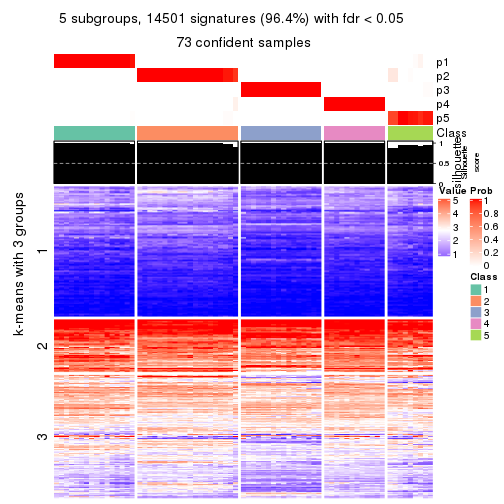 5 subgroups, 14501 signatures (96.4%) with fdr < 0.05
73 confident samples
p1
p2
p3
p4
p5
Class
1
0.5
0
silhouette
Silhouette
score
k-means with 3 groups
1
2
3
Value
5
4
3
2
1
Prob
1
0.8
0.6
0.4
0.2
0
Class
1
2
3
4
5